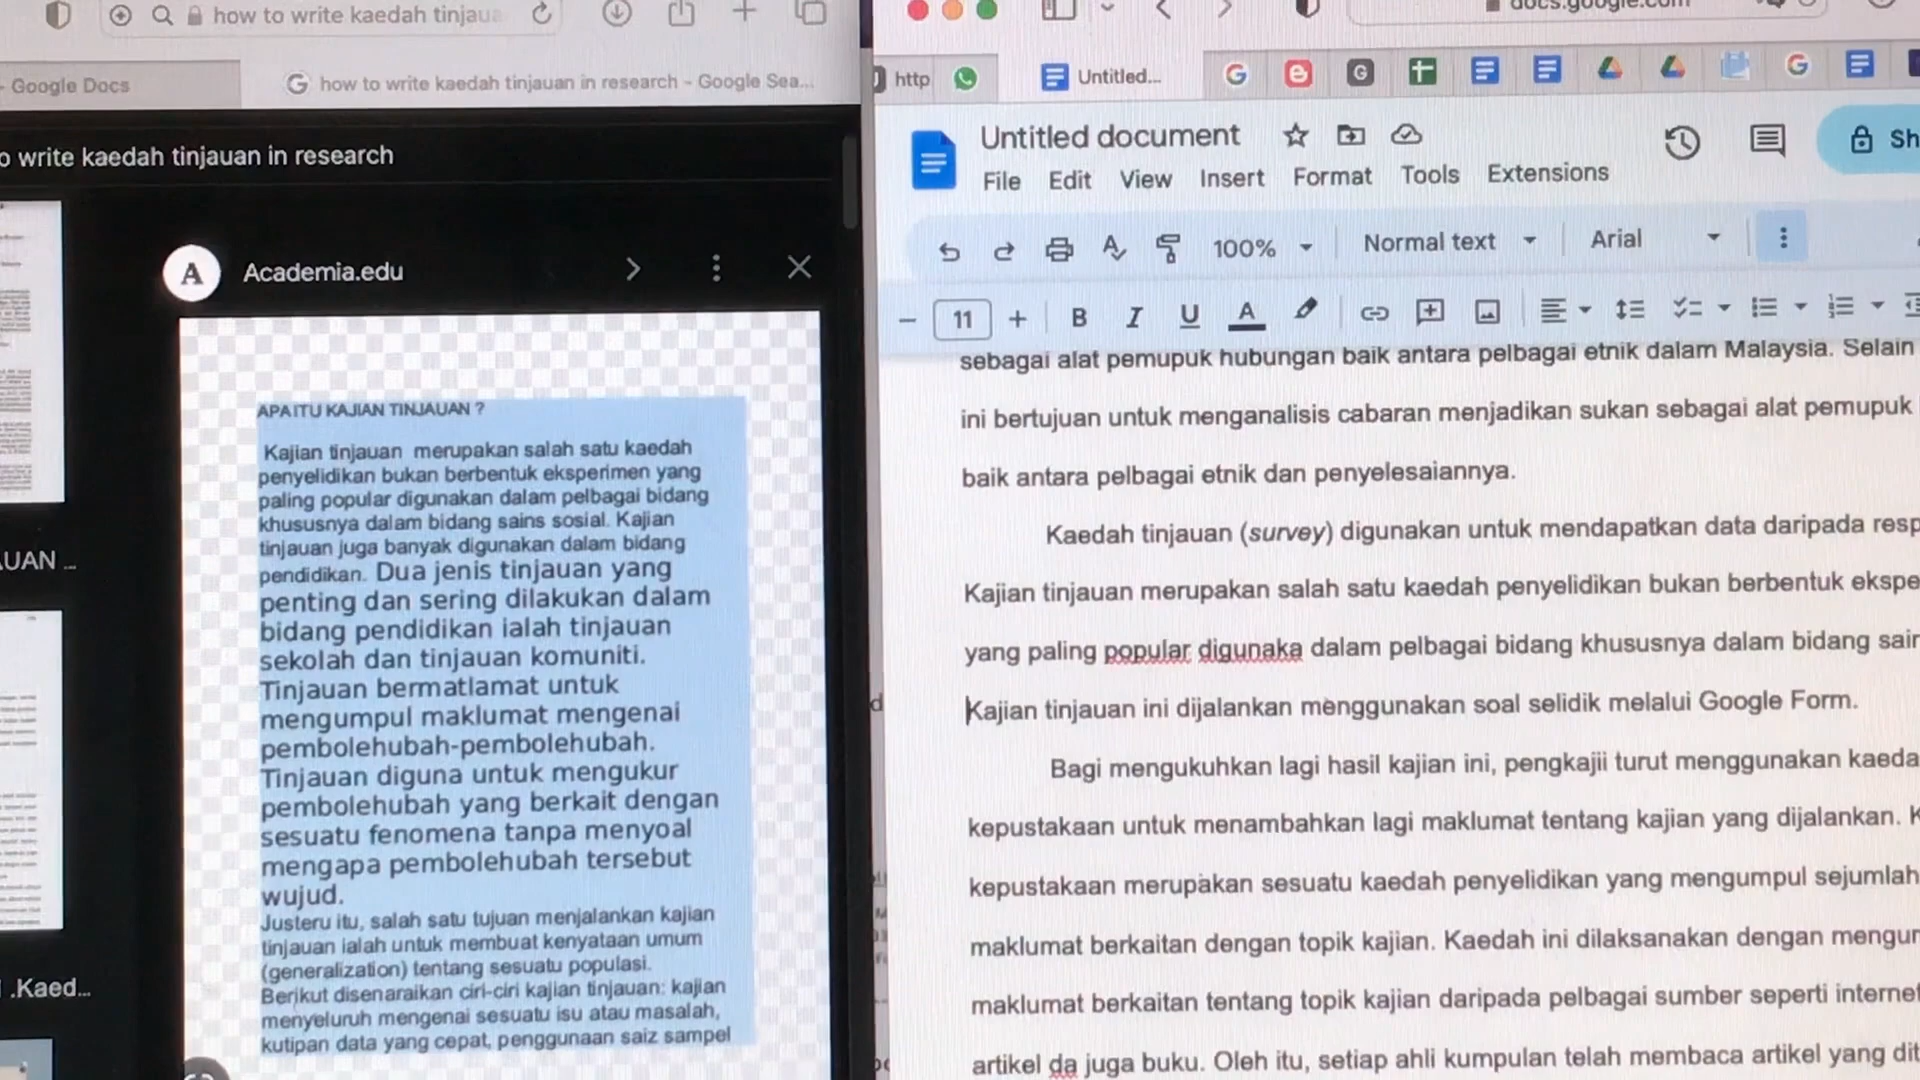 how to write kaedah tinjaua
docs.google.com
- Google Docs
how to write kaedah tinjauan in research - Google Sea...
http
Untitled...
o write kaedah tinjauan in research
Academia.edu
APAITU KAJIAN TINJAUAN ?
Kajian tinjauan merupakan salah satu kaedah
penyelidikan bukan berbentuk eksperimen yang
paling popular digunakan dalam pelbagai bidang
khususnya dalam bidang sains sosial. Kajian
tinjauan juga banyak digunakan dalam bidang
pendidikan. Dua jenis tinjauan yang
penting dan sering dilakukan dalam
bidang pendidikan ialah tinjauan
sekolah dan tinjauan komuniti.
Tinjauan bermatlamat untuk
mengumpul maklumat mengenai
pembolehubah-pembolehubah.
Tinjauan diguna untuk mengukur
pembolehubah yang berkait dengan
sesuatu fenomena tanpa menyoal
mengapa pembolehubah tersebut
wujud.
Justeru itu, salah satu tujuan menjalankan kajian
tinjauan ialah untuk membuat kenyataan umum
(generalization) tentang sesuatu populasi.
Berikut disenaraikan ciri-ciri kajian tinjauan: kajian
menyeluruh mengenai sesuatu isu atau masalah,
kutipan data yang cepat, penggunaan saiz sampel
UAN ...
.Kaed...
Untitled document
Sh
File Edit View Insert Format Tools Extensions
100% Normal text Arial
11
sebagai alat pemupuk hubungan baik antara pelbagai etnik dalam Malaysia. Selain
ini bertujuan untuk menganalisis cabaran menjadikan sukan sebagai alat pemupuk
baik antara pelbagai etnik dan penyelesaiannya.
Kaedah tinjauan (survey) digunakan untuk mendapatkan data daripada resp
Kajian tinjauan merupakan salah satu kaedah penyelidikan bukan berbentuk ekspe
yang paling popular digunaka dalam pelbagai bidang khususnya dalam bidang sain
Kajian tinjauan ini dijalankan menggunakan soal selidik melalui Google Form.
Bagi mengukuhkan lagi hasil kajian ini, pengkajii turut menggunakan kaeda
kepustakaan untuk menambahkan lagi maklumat tentang kajian yang dijalankan. K
kepustakaan merupakan sesuatu kaedah penyelidikan yang mengumpul sejumlah
maklumat berkaitan dengan topik kajian. Kaedah ini dilaksanakan dengan mengum
maklumat berkaitan tentang topik kajian daripada pelbagai sumber seperti internet
artikel da juga buku. Oleh itu, setiap ahli kumpulan telah membaca artikel yang dit